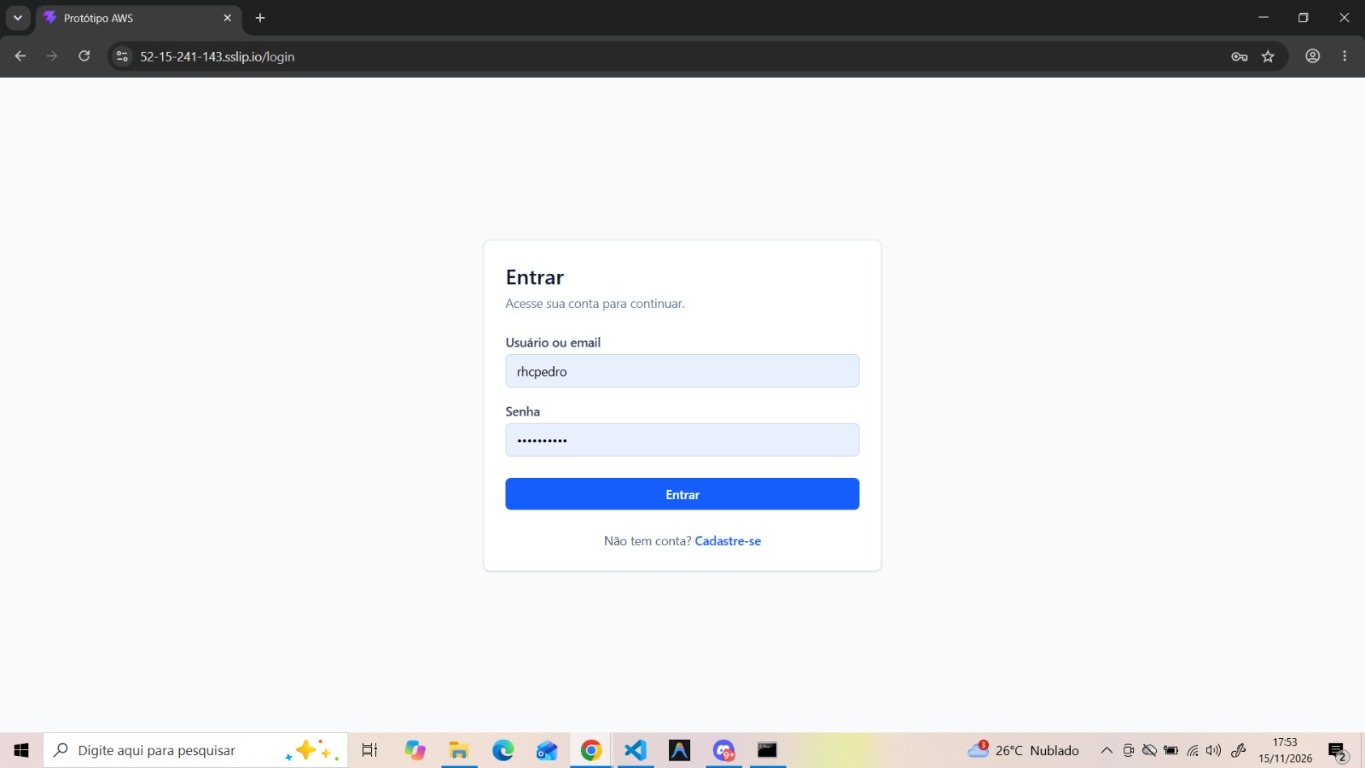 Protótipo AWS
52-15-241-143.sslip.io/login
Entrar
Acesse sua conta para continuar.
Usuário ou email
rhcpedro
Senha
••••••••••
Entrar
Não tem conta? Cadastre-se
Digite aqui para pesquisar
3
26°C Nublado
17:53
15/11/2026
2